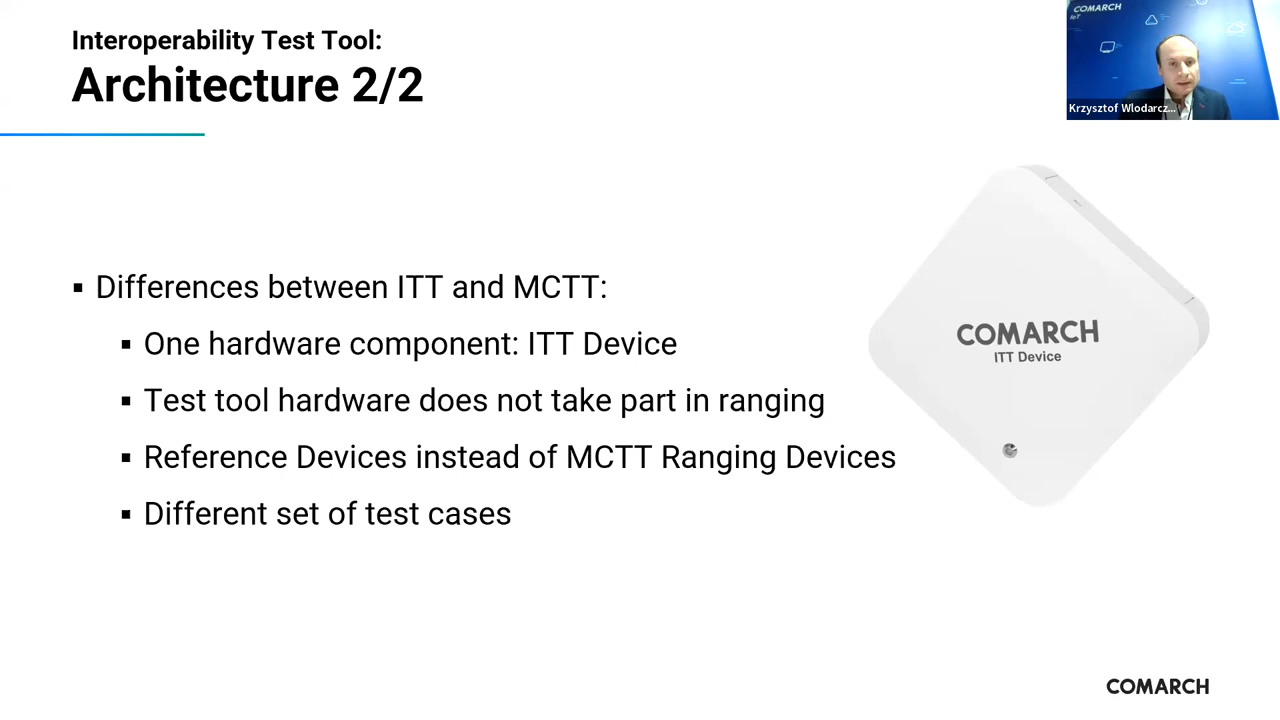 Interoperability Test Tool:
Architecture 2/2
COMARCH
IoT
Krzysztof Wlodarcz...
▪ Differences between ITT and MCTT:
▪ One hardware component: ITT Device
▪ Test tool hardware does not take part in ranging
▪ Reference Devices instead of MCTT Ranging Devices
▪ Different set of test cases
COMARCH
ITT Device
COMARCH